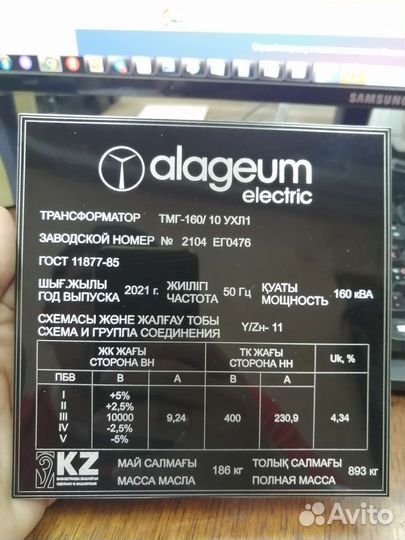 SAMSUNG
alageum
electric
ТРАНСФОРМАТОР ТМГ-160/ 10 УХЛ1
ЗАВОДСКОЙ НОМЕР № 2104 ЕГ0476
ГОСТ 11877-85
ШЫҒ.ЖЫЛЫ ЖИІЛІГІ ҚУАТЫ
ГОД ВЫПУСКА 2021 г. ЧАСТОТА 50 Гц МОЩНОСТЬ 160 кВА
СХЕМАСЫ ЖӘНЕ ЖАЛҒАУ ТОБЫ
СХЕМА И ГРУППА СОЕДИНЕНИЯ Y/Zн- 11
ЖК ЖАҒЫ ТК ЖАҒЫ Uk, %
СТОРОНА ВН СТОРОНА НН
ПБВ В А В А
I +5%
II +2,5%
III 10000 9,24 400 230,9 4,34
IV -2,5%
V -5%
KZ
ҚАЗАҚСТАНДА ЖАСАЛҒАН
СДЕЛАНО В КАЗАХСТАНЕ
МАЙ САЛМАҒЫ ТОЛЫҚ САЛМАҒЫ
МАССА МАСЛА 186 кг ПОЛНАЯ МАССА 893 кг
Avito